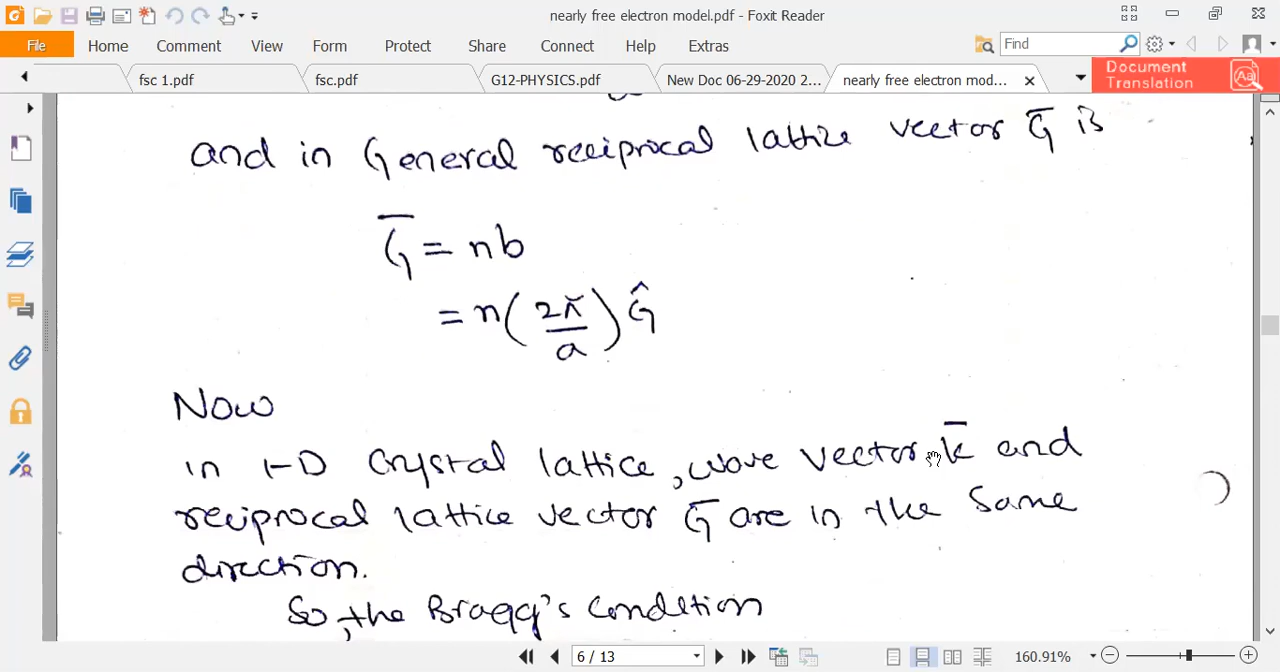 nearly free electron model.pdf - Foxit Reader
File Home Comment View Form Protect Share Connect Help Extras Find
fsc 1.pdf fsc.pdf G12-PHYSICS.pdf New Doc 06-29-2020 2... nearly free electron mod... Document Translation
and in General reciprocal lattice vector G̅ is
G̅ = nb
= n(2π/a) Ĝ
Now
in 1-D Crystal lattice, wave vector k̅ and
reciprocal lattice vector G̅ are in the same
direction.
So, the Bragg's Condition
6 / 13 160.91%